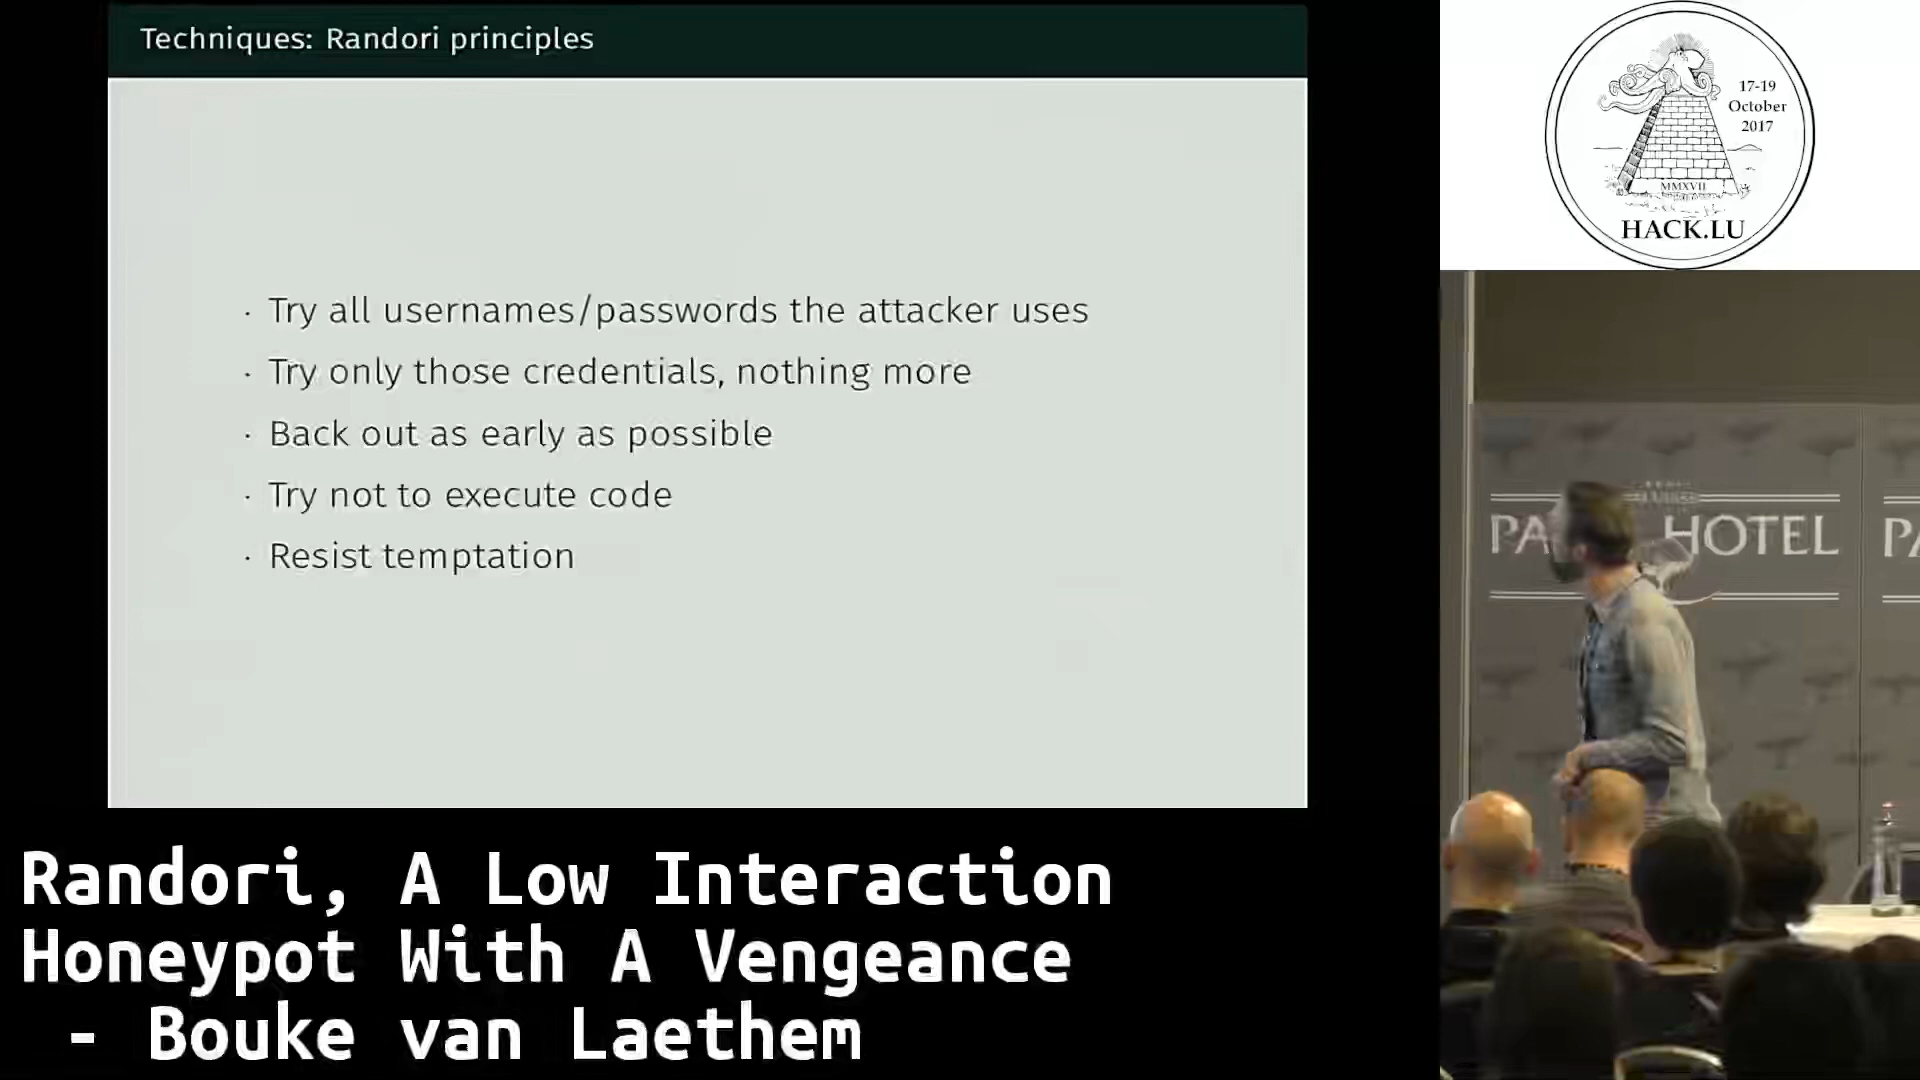 Techniques: Randori principles
· Try all usernames/passwords the attacker uses
· Try only those credentials, nothing more
· Back out as early as possible
· Try not to execute code
· Resist temptation
17-19
October
2017
MMXVII
HACK.LU
PA HOTEL PA
Randori, A Low Interaction
Honeypot With A Vengeance
- Bouke van Laethem